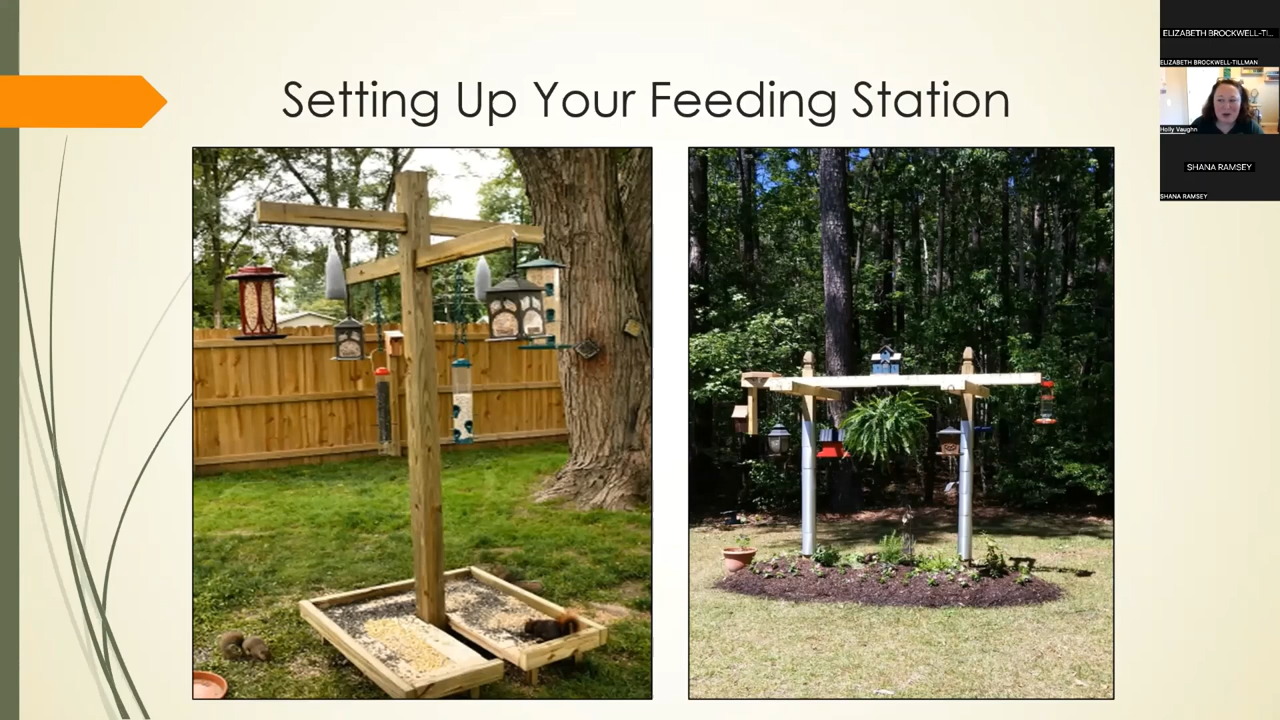 Setting Up Your Feeding Station
ELIZABETH BROCKWELL-TI...
ELIZABETH BROCKWELL-TILLMAN
Holly Vaughn
SHANA RAMSEY
SHANA RAMSEY